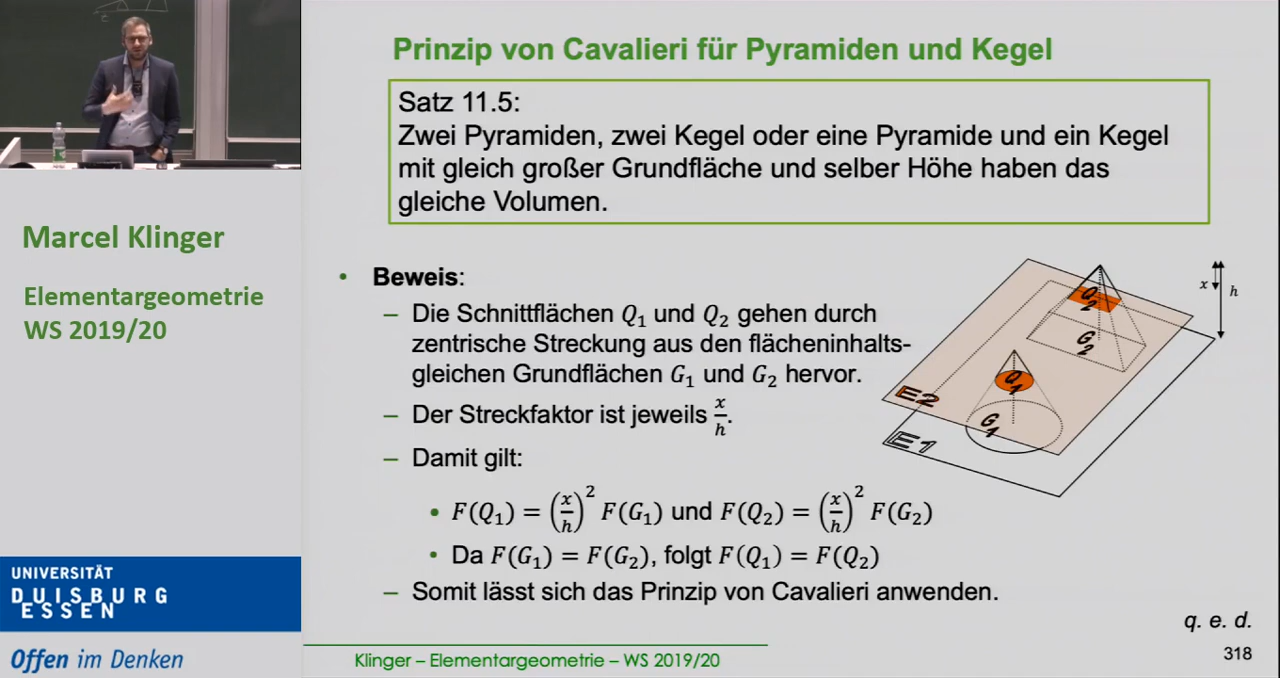 Prinzip von Cavalieri für Pyramiden und Kegel
Satz 11.5:
Zwei Pyramiden, zwei Kegel oder eine Pyramide und ein Kegel
mit gleich großer Grundfläche und selber Höhe haben das
gleiche Volumen.
Marcel Klinger
Elementargeometrie
WS 2019/20
• Beweis:
– Die Schnittflächen Q₁ und Q₂ gehen durch
zentrische Streckung aus den flächeninhalts-
gleichen Grundflächen G₁ und G₂ hervor.
– Der Streckfaktor ist jeweils x/h.
– Damit gilt:
• F(Q₁) = (x/h)² F(G₁) und F(Q₂) = (x/h)² F(G₂)
• Da F(G₁) = F(G₂), folgt F(Q₁) = F(Q₂)
– Somit lässt sich das Prinzip von Cavalieri anwenden.
q. e. d.
x
h
Q2
G2
Q1
G1
E2
E1
UNIVERSITÄT
DUISBURG
ESSEN
Offen im Denken
Klinger – Elementargeometrie – WS 2019/20
318